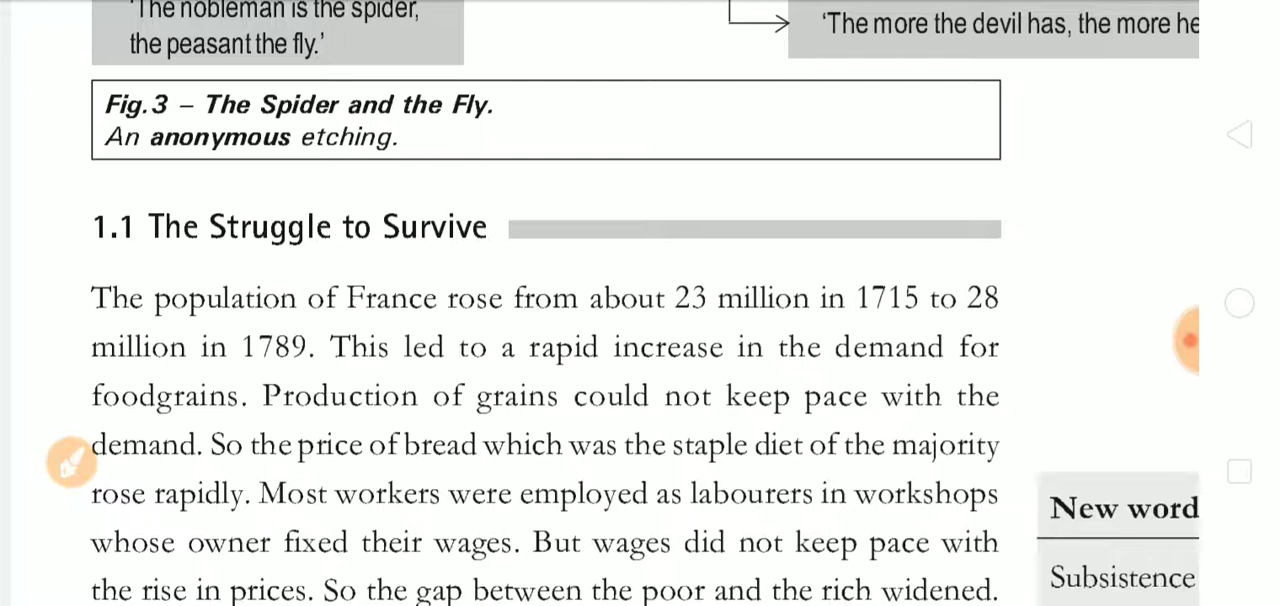 'The nobleman is the spider,
the peasant the fly.'
'The more the devil has, the more he
Fig.3 – The Spider and the Fly.
An anonymous etching.
1.1 The Struggle to Survive
The population of France rose from about 23 million in 1715 to 28
million in 1789. This led to a rapid increase in the demand for
foodgrains. Production of grains could not keep pace with the
demand. So the price of bread which was the staple diet of the majority
rose rapidly. Most workers were employed as labourers in workshops
whose owner fixed their wages. But wages did not keep pace with
the rise in prices. So the gap between the poor and the rich widened.
New word
Subsistence